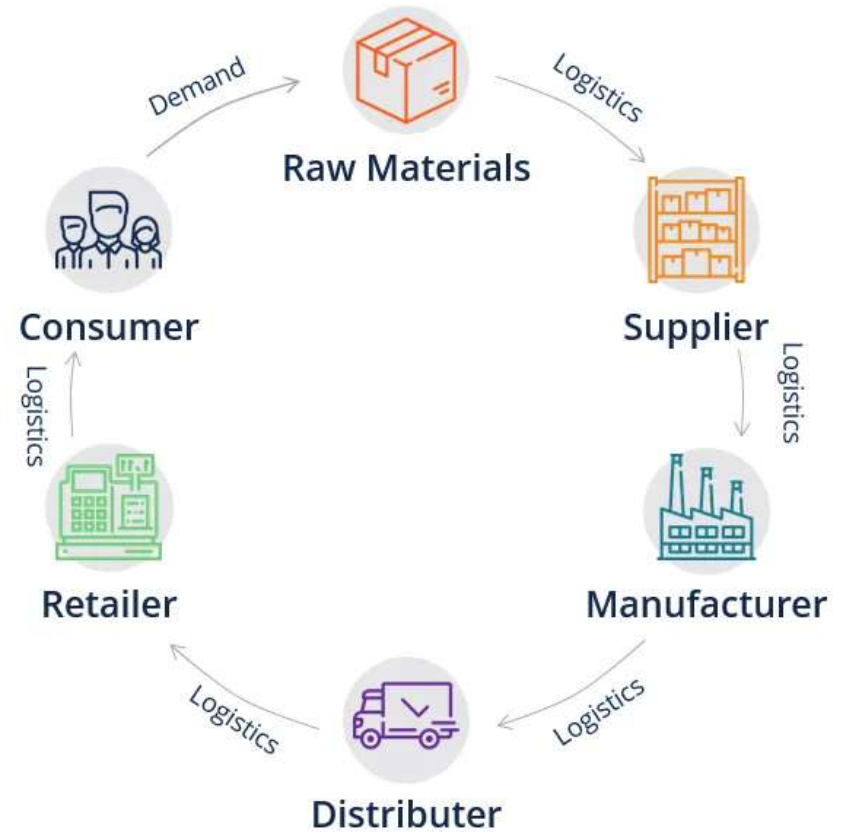 Demand
Logistics
Raw Materials
Consumer
Supplier
Logistics
Logistics
Retailer
Manufacturer
Logistics
Logistics
Distributer